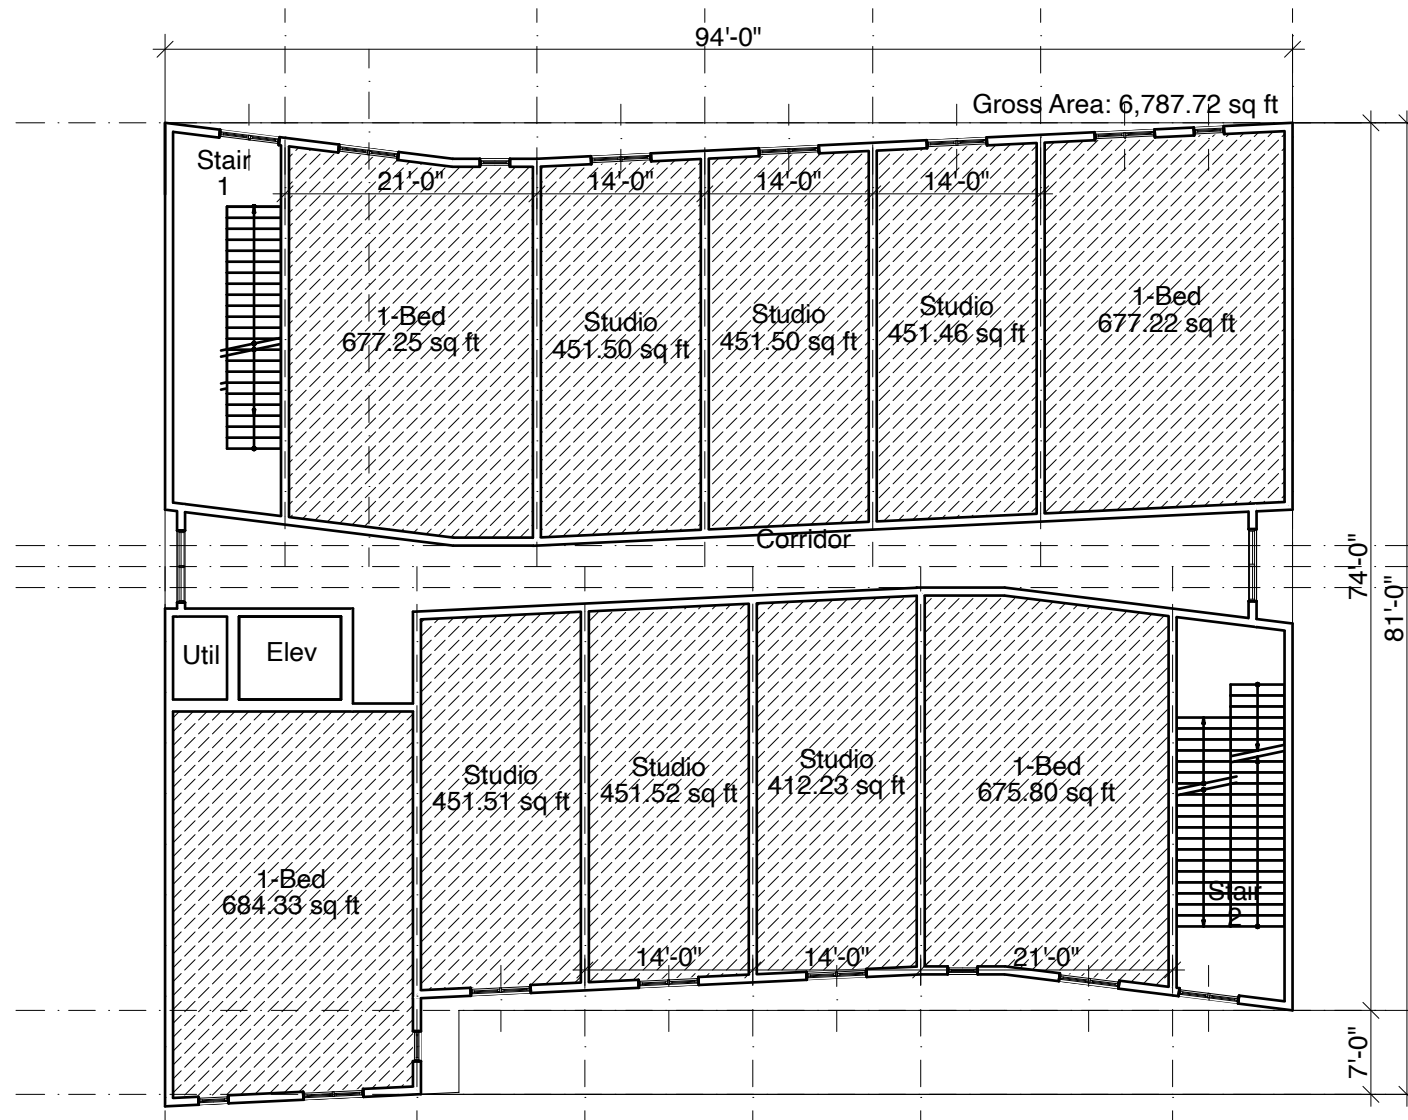 94'-0"
Gross Area: 6,787.72 sq ft
Stair
1
21'-0"
14'-0"
14'-0"
14'-0"
1-Bed
677.25 sq ft
Studio
451.50 sq ft
Studio
451.50 sq ft
Studio
451.46 sq ft
1-Bed
677.22 sq ft
Corridor
74'-0"
81'-0"
Util
Elev
Studio
451.51 sq ft
Studio
451.52 sq ft
Studio
412.23 sq ft
1-Bed
675.80 sq ft
1-Bed
684.33 sq ft
Stair
2
14'-0"
14'-0"
21'-0"
7'-0"